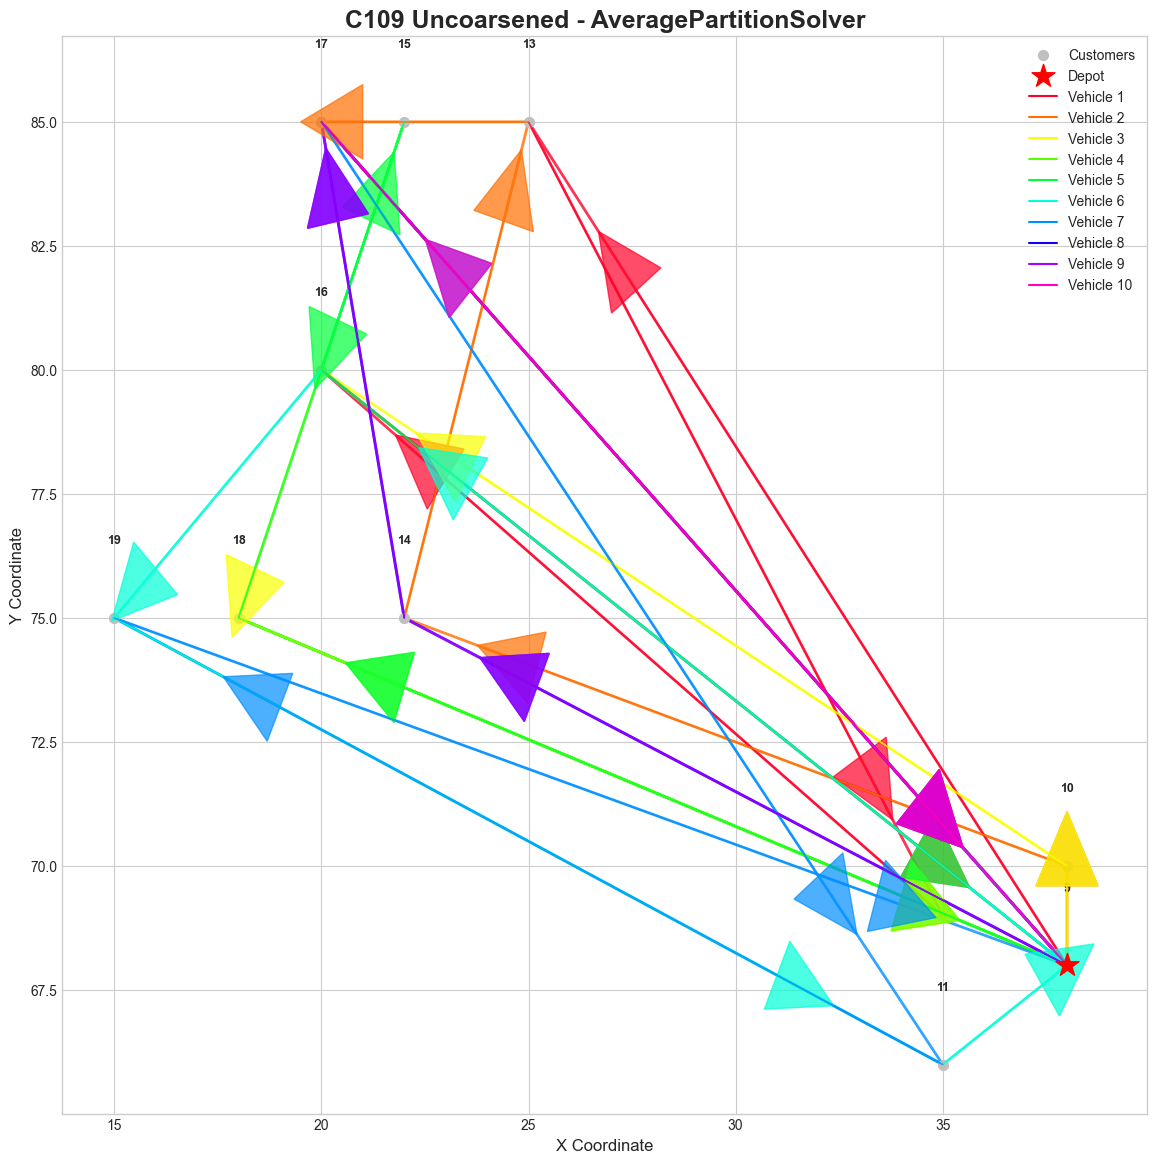 C109 Uncoarsened - AveragePartitionSolver
17
15
13
Customers
Depot
Vehicle 1
Vehicle 2
Vehicle 3
Vehicle 4
Vehicle 5
Vehicle 6
Vehicle 7
Vehicle 8
Vehicle 9
Vehicle 10
16
19
18
14
10
11
85.0
82.5
80.0
77.5
75.0
72.5
70.0
67.5
Y Coordinate
15
20
25
30
35
X Coordinate